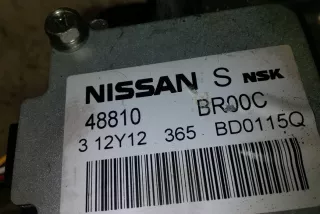 NISSAN S NSK
48810 BR00C
3 12Y12 365 BD0115Q